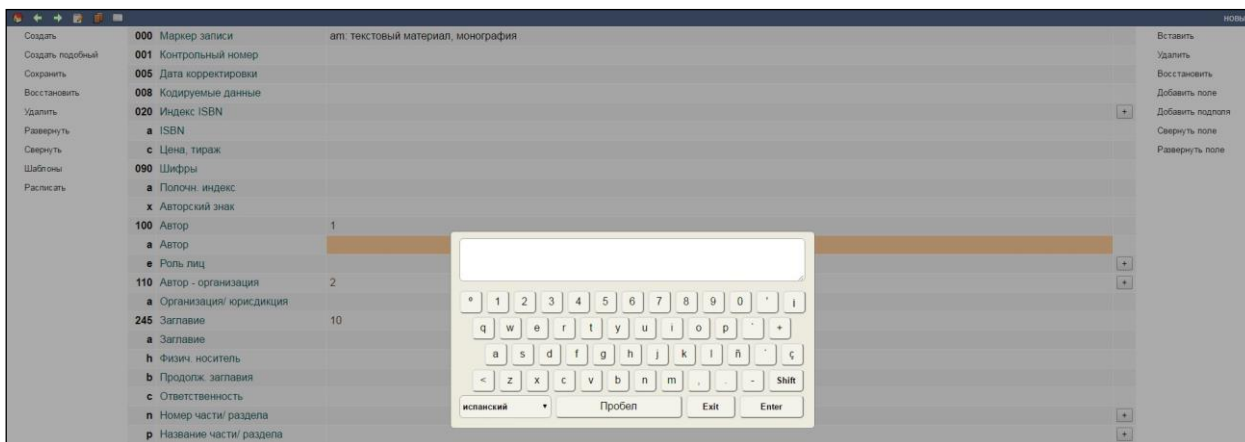 новы
Создать
Создать подобный
Сохранить
Восстановить
Удалить
Развернуть
Свернуть
Шаблоны
Расписать
000 Маркер записи am: текстовый материал, монография
001 Контрольный номер
005 Дата корректировки
008 Кодируемые данные
020 Индекс ISBN +
a ISBN
c Цена, тираж
090 Шифры
a Полочн. индекс
x Авторский знак
100 Автор 1
a Автор
e Роль лиц +
110 Автор - организация 2 +
a Организация/ юрисдикция
245 Заглавие 10
a Заглавие
h Физич. носитель
b Продолж. заглавия
c Ответственность
n Номер части/ раздела +
p Название части/ раздела +
º 1 2 3 4 5 6 7 8 9 0 ' ¡
q w e r t y u i o p ` +
a s d f g h j k l ñ ´ ç
< z x c v b n m , . - Shift
испанский Пробел Exit Enter
Вставить
Удалить
Восстановить
Добавить поле
Добавить подполя
Свернуть поле
Развернуть поле